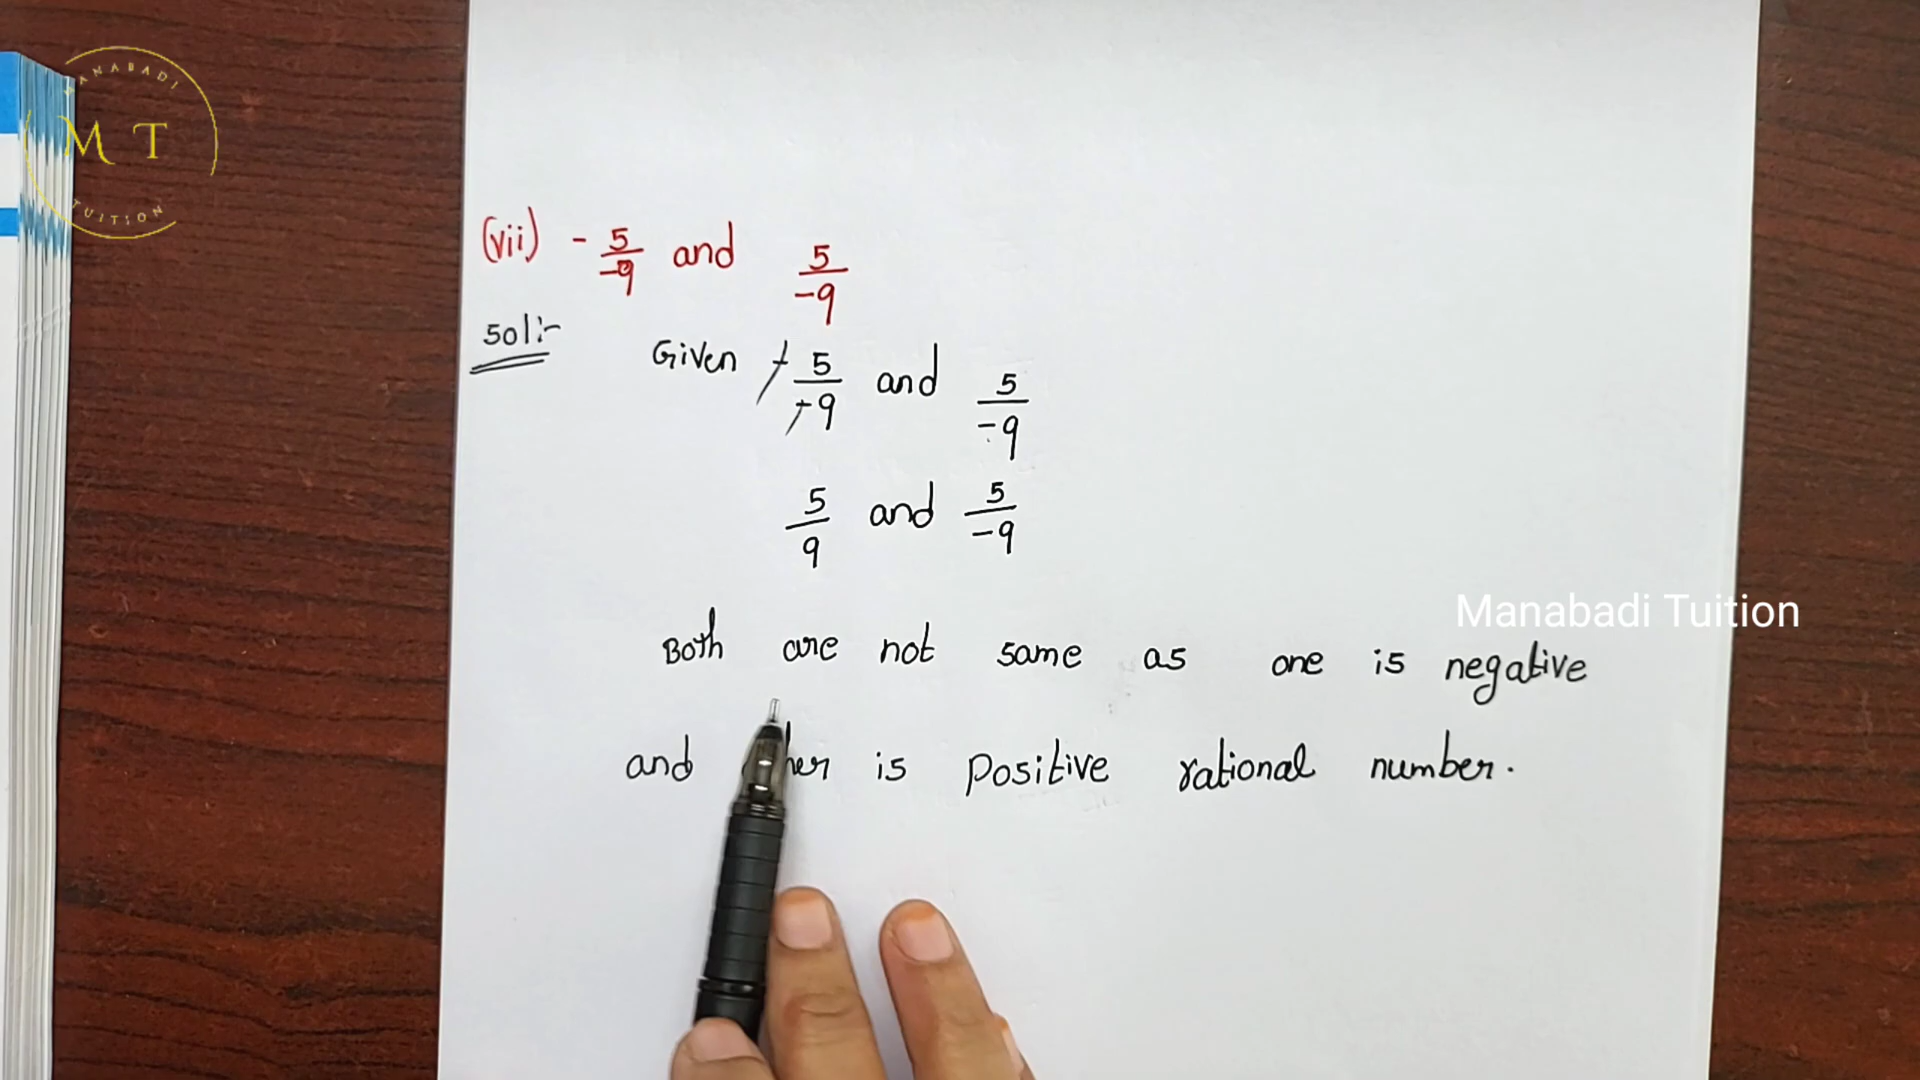 MANABADI
M T
TUITION
(vii) - 5/-9 and 5/-9
Sol:-
Given - 5/-9 and 5/-9
5/9 and 5/-9
Manabadi Tuition
Both are not same as one is negative
and is positive rational number.